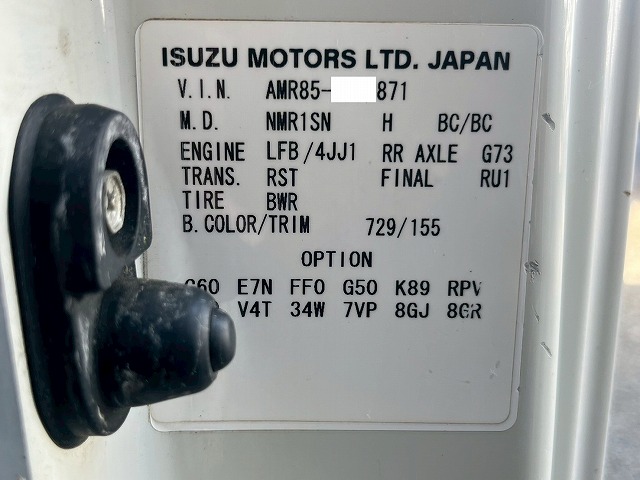 ISUZU MOTORS LTD. JAPAN
V.I.N. AMR85- 871
M.D. NMR1SN H BC/BC
ENGINE LFB/4JJ1 RR AXLE G73
TRANS. RST FINAL RU1
TIRE BWR
B.COLOR/TRIM 729/155
OPTION
E7N FF0 G50 K89 RPV
V4T 34W 7VP 8GJ 8GR